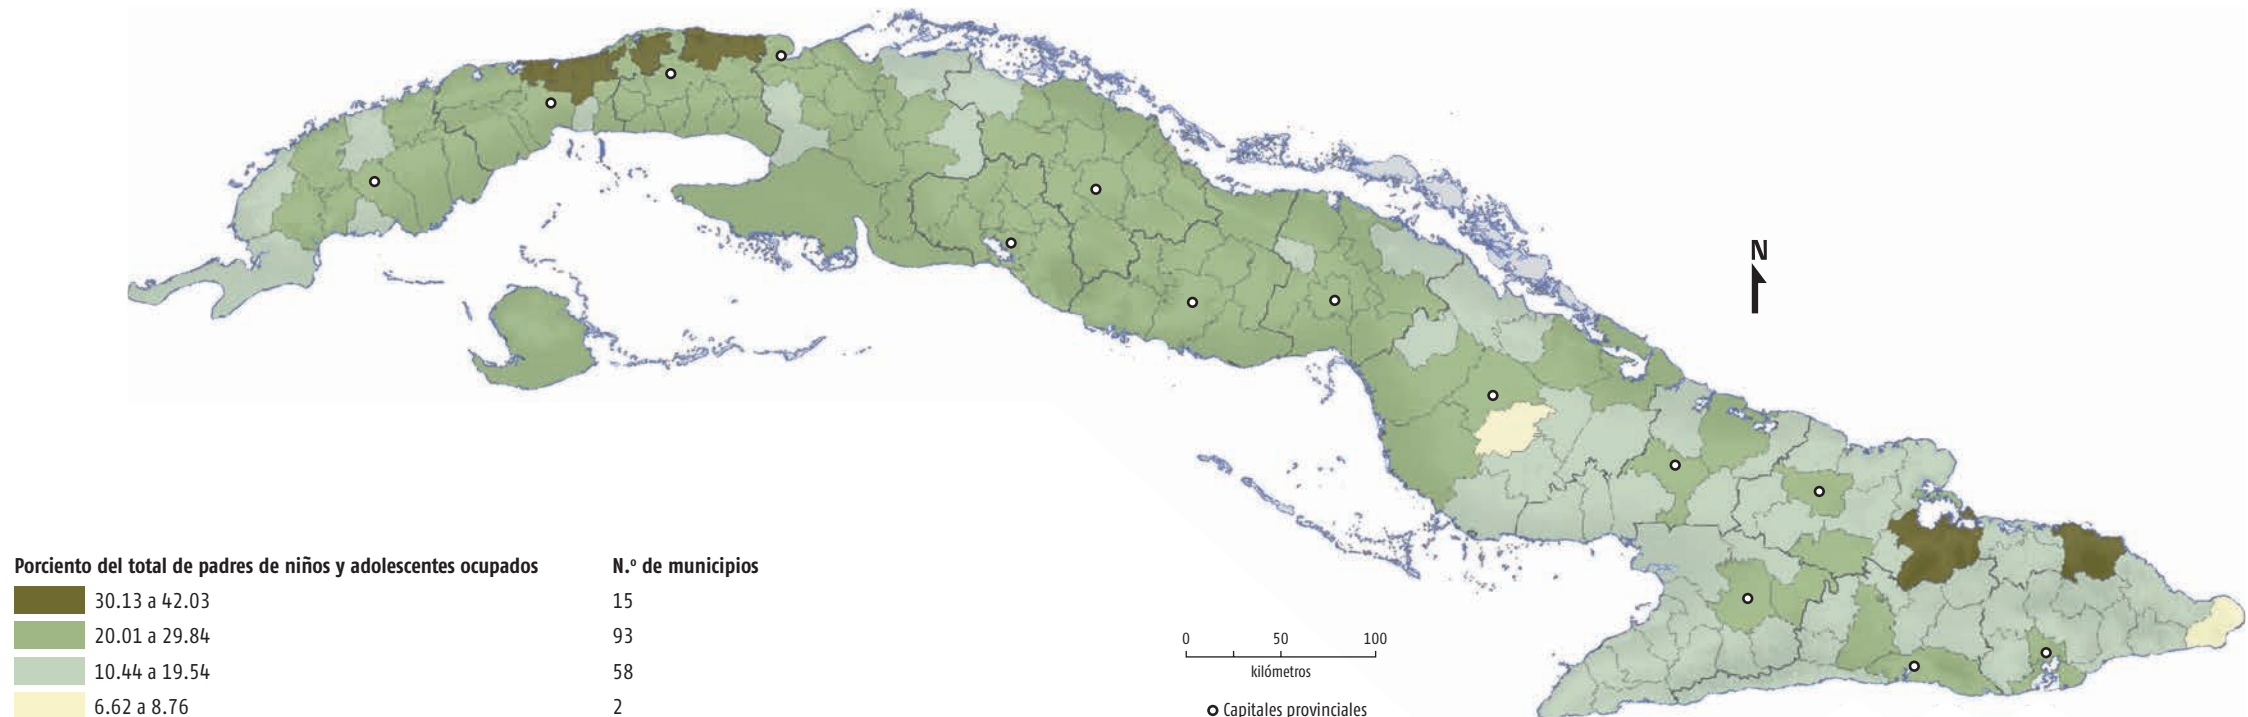 N
Porciento del total de padres de niños y adolescentes ocupados N.º de municipios
30.13 a 42.03 15
20.01 a 29.84 93
10.44 a 19.54 58
6.62 a 8.76 2
0 50 100
kilómetros
Capitales provinciales